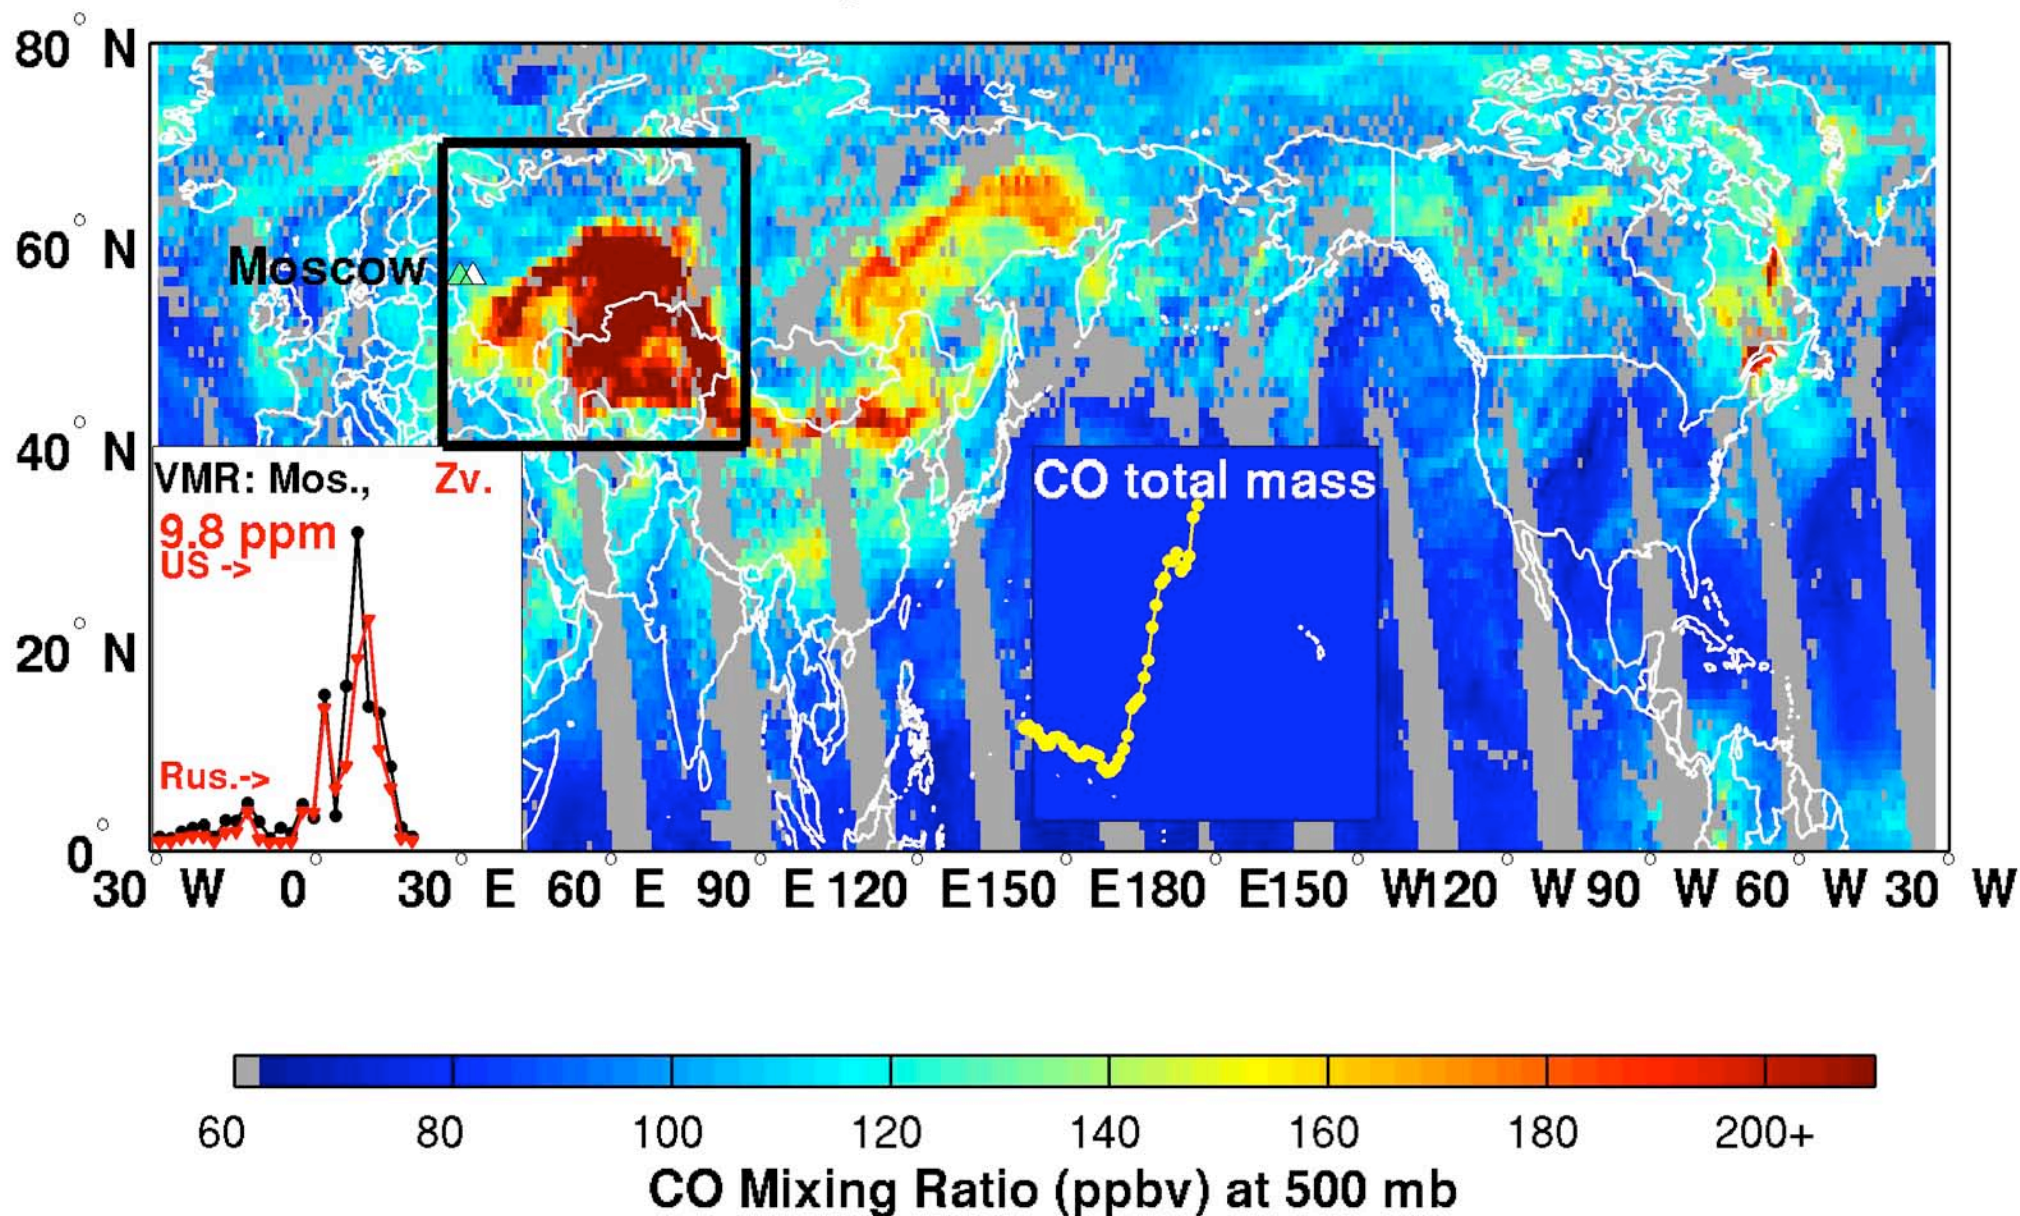 80° N
60° N
Moscow
40° N
VMR: Mos., Zv.
CO total mass
9.8 ppm
US ->
20° N
Rus.->
0°
30° W 0° 30° E 60° E 90° E 120° E 150° E 180° E 150° W 120° W 90° W 60° W 30° W
60 80 100 120 140 160 180 200+
CO Mixing Ratio (ppbv) at 500 mb